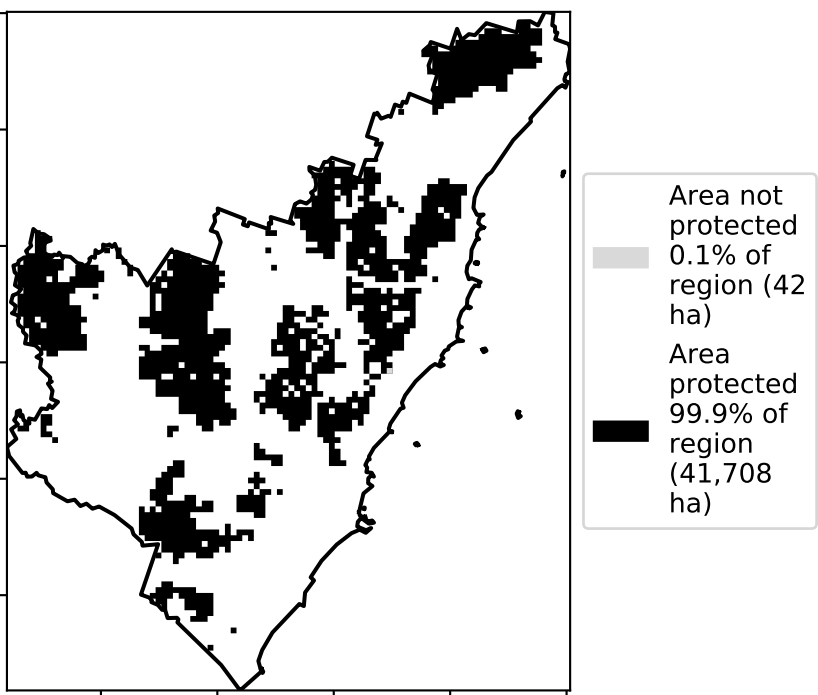 Area not
protected
0.1% of
region (42
ha)
Area
protected
99.9% of
region
(41,708
ha)